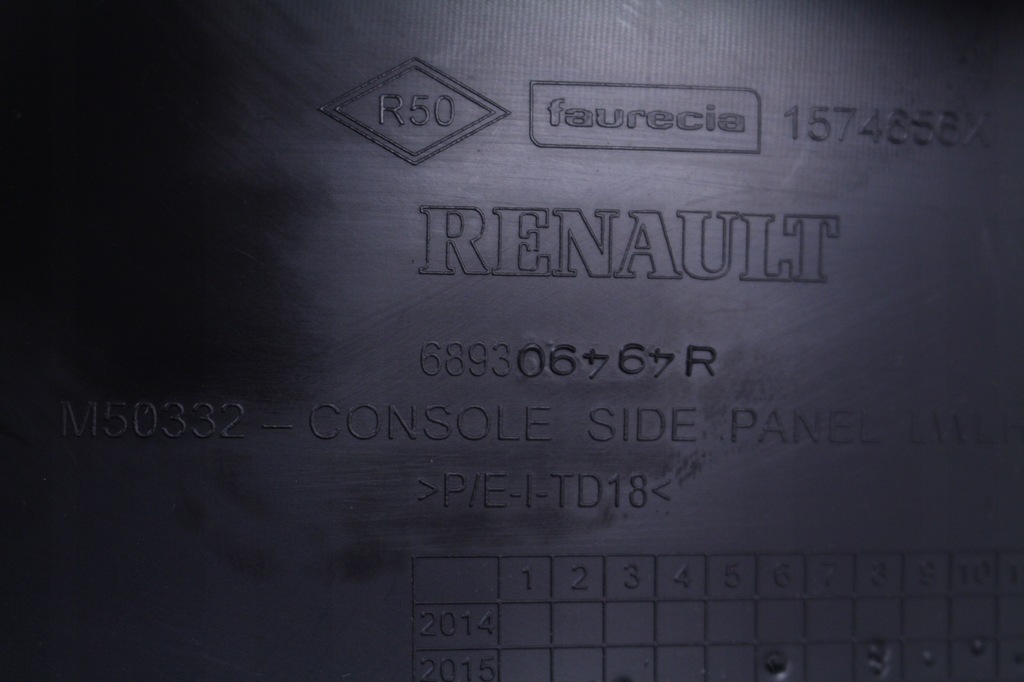 R50 faurecia
RENAULT
689306494R
M50332 - CONSOLE SIDE PANEL
>P/E-I-TD18<
1 2 3 4 5 6 7 8 9 10
2014
2015